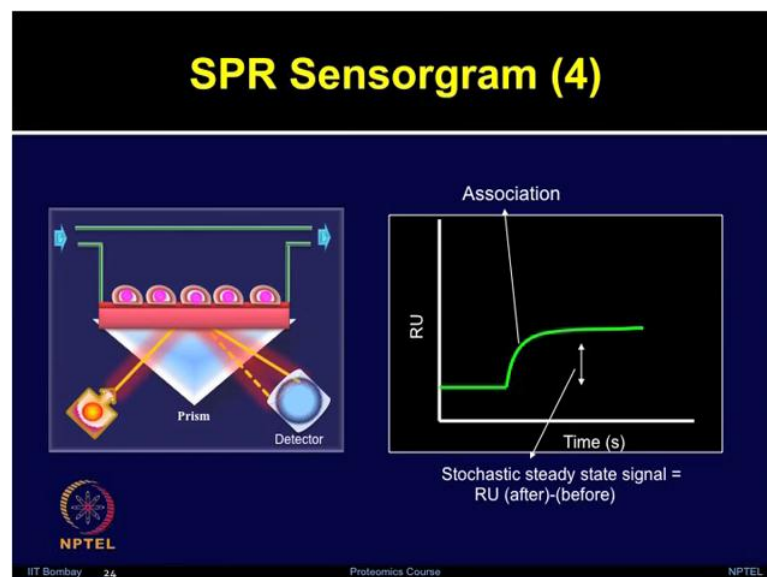 SPR Sensorgram (4)
Association
RU
Prism
Detector
Time (s)
Stochastic steady state signal =
RU (after)-(before)
NPTEL
IIT Bombay 24 Proteomics Course NPTEL